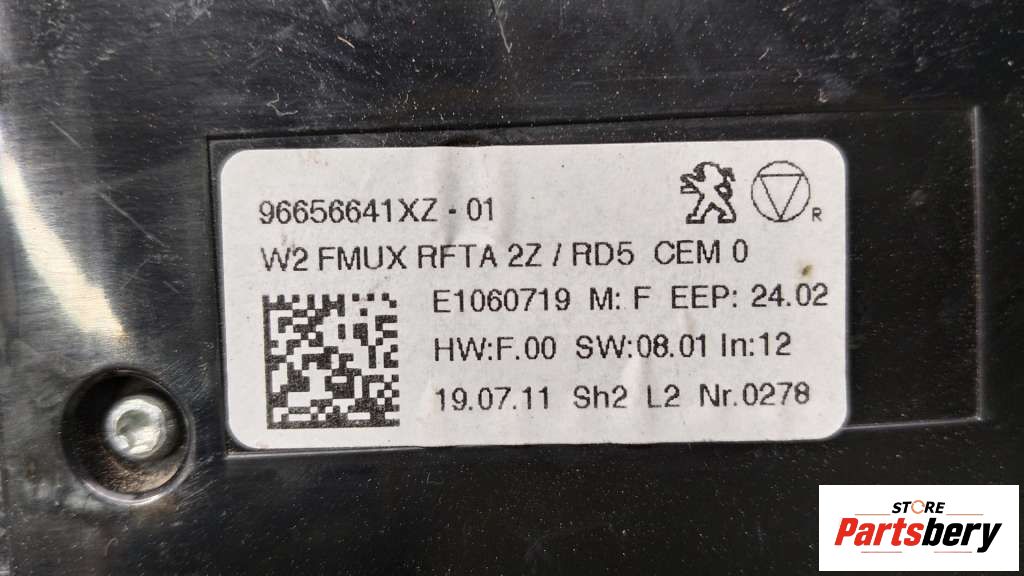 96656641XZ - 01
R
W2 FMUX RFTA 2Z / RD5 CEM 0
E1060719 M: F EEP: 24.02
HW:F.00 SW:08.01 In:12
19.07.11 Sh2 L2 Nr.0278
STORE
Partsbery